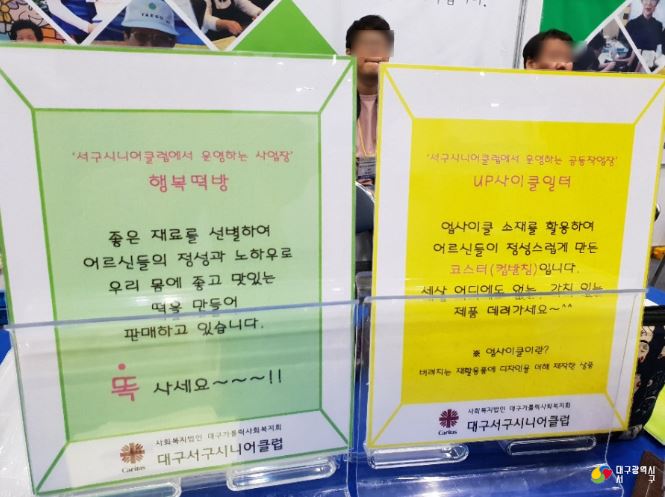 '서구시니어클럽에서 운영하는 사업장'
행복떡방
좋은 재료를 선별하여
어르신들의 정성과 노하우로
우리 몸에 좋고 맛있는
떡을 만들어
판매하고 있습니다.
똑 사세요~~~!!
Caritas
사회복지법인 대구가톨릭사회복지회
대구서구시니어클럽
'서구시니어클럽에서 운영하는 공동작업장'
UP사이클일터
업사이클 소재를 활용하여
어르신들이 정성스럽게 만든
코스터(컵받침)입니다.
세상 어디에도 없는, 가치 있는
제품 데려가세요~^^
※ 업사이클이란?
버려지는 재활용품에 디자인을 더해 제작한 상품
Caritas
사회복지법인 대구가톨릭사회복지회
대구서구시니어클럽
대구광역시
서구